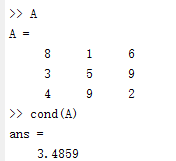 >> A
A =
8 1 6
3 5 9
4 9 2
>> cond(A)
ans =
3.4859